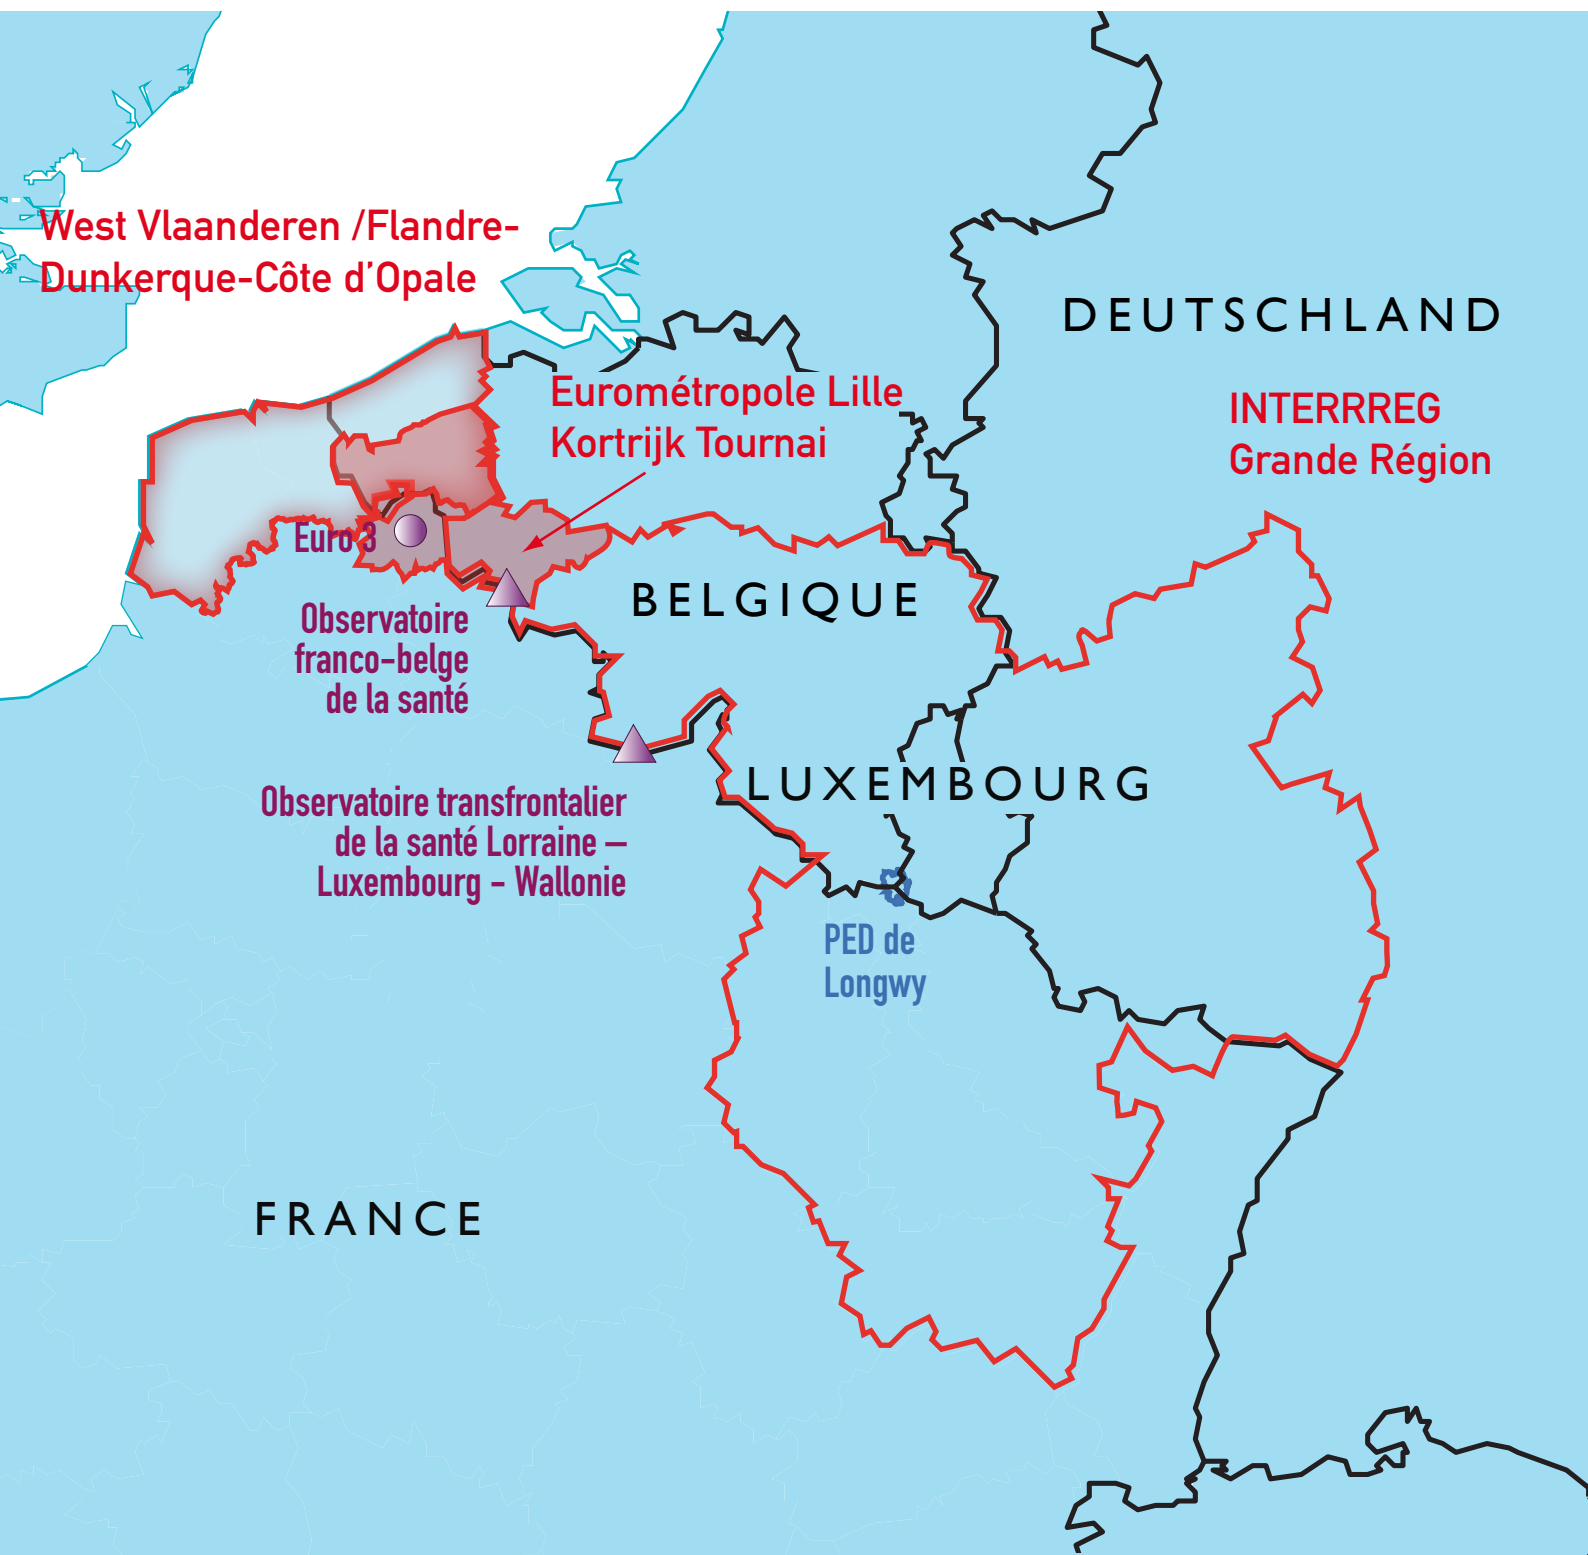 West Vlaanderen /Flandre-
Dunkerque-Côte d'Opale
DEUTSCHLAND
Eurométropole Lille
Kortrijk Tournai
INTERRREG
Grande Région
Euro 3
BELGIQUE
Observatoire
franco-belge
de la santé
LUXEMBOURG
Observatoire transfrontalier
de la santé Lorraine –
Luxembourg - Wallonie
PED de
Longwy
FRANCE